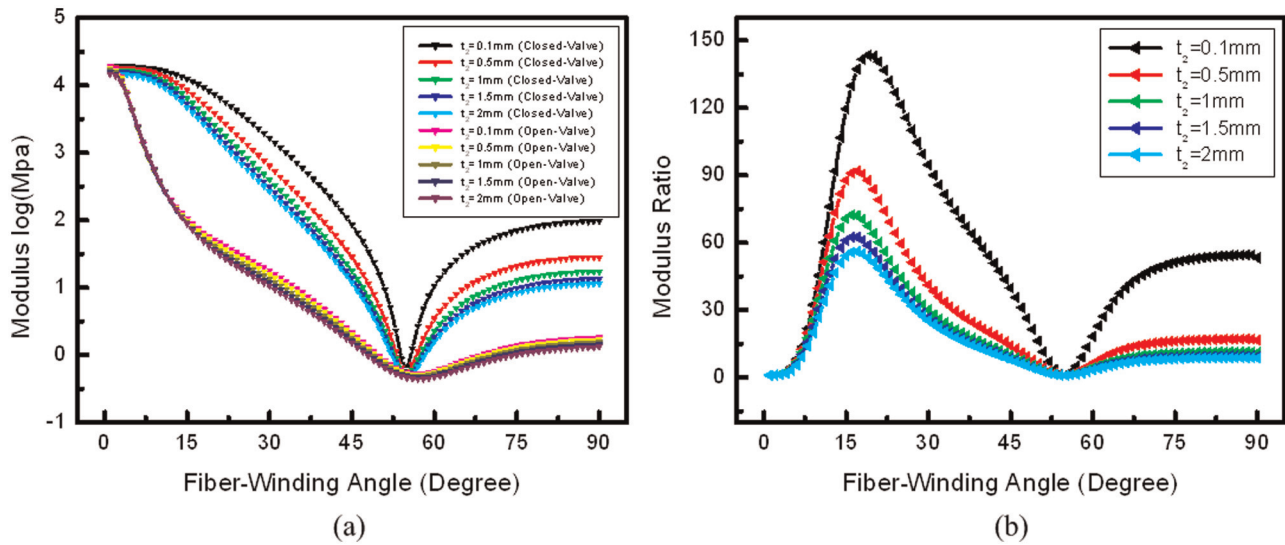 5
4
3
2
1
0
-1
0
15
30
45
60
75
90
Modulus log(Mpa)
Fiber-Winding Angle (Degree)
t2=0.1mm (Closed-Valve)
t2=0.5mm (Closed-Valve)
t2=1mm (Closed-Valve)
t2=1.5mm (Closed-Valve)
t2=2mm (Closed-Valve)
t2=0.1mm (Open-Valve)
t2=0.5mm (Open-Valve)
t2=1mm (Open-Valve)
t2=1.5mm (Open-Valve)
t2=2mm (Open-Valve)
(a)
150
120
90
60
30
0
0
15
30
45
60
75
90
Modulus Ratio
Fiber-Winding Angle (Degree)
t2=0.1mm
t2=0.5mm
t2=1mm
t2=1.5mm
t2=2mm
(b)